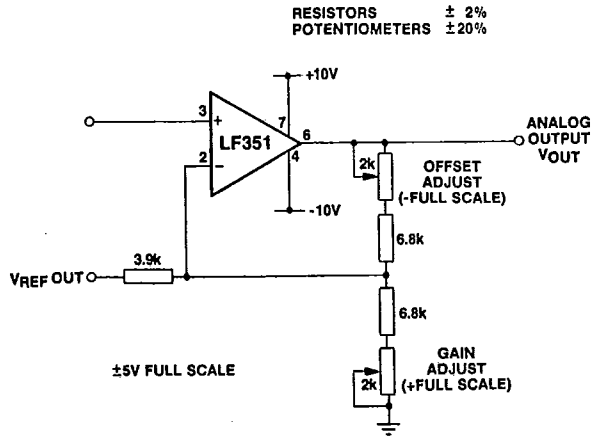 RESISTORS ± 2%
POTENTIOMETERS ±20%
+10V
3
+
7
LF351
6
2
−
4
-10V
ANALOG
OUTPUT
VOUT
2k
OFFSET
ADJUST
(-FULL SCALE)
6.8k
3.9k
VREF OUT
6.8k
±5V FULL SCALE
GAIN
ADJUST
(+FULL SCALE)
2k